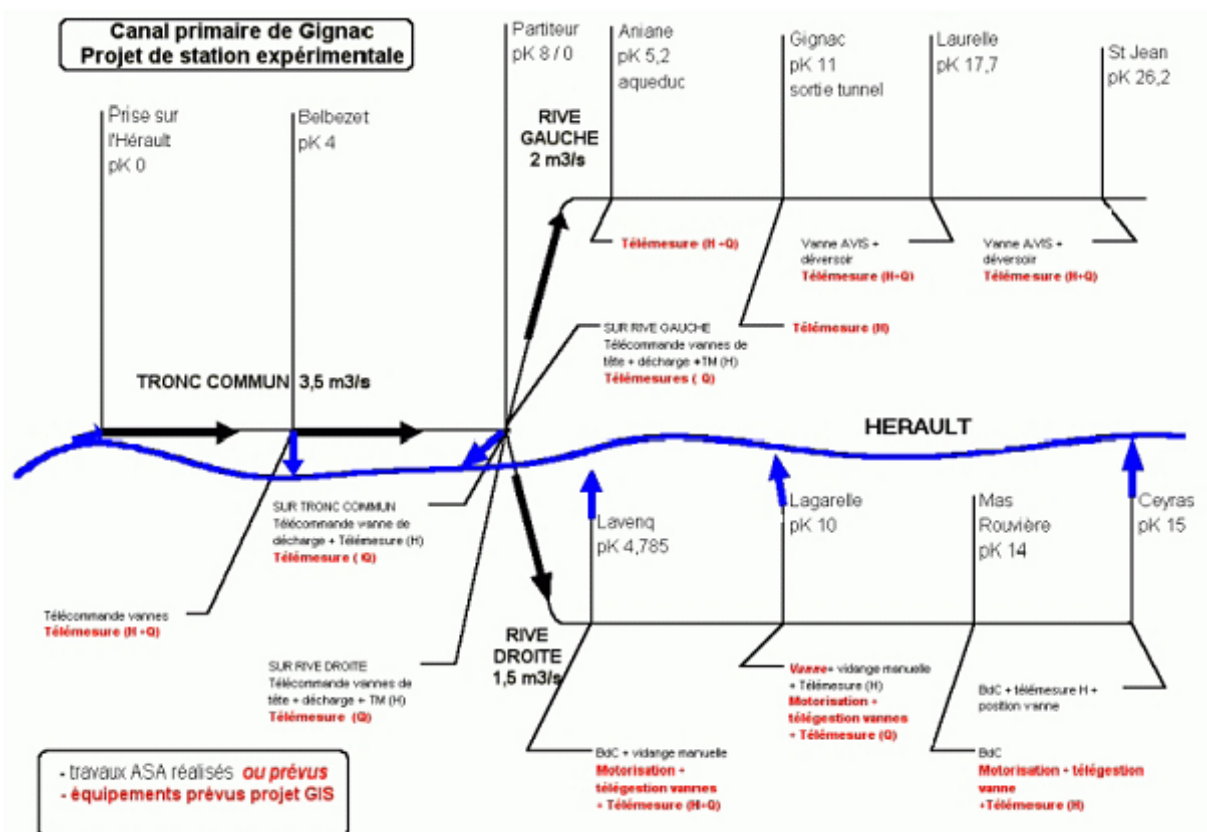 Canal primaire de Gignac
Projet de station expérimentale
Prise sur
l'Hérault
pK 0
Belbezet
pK 4
Partiteur
pK 8 / 0
Aniane
pK 5,2
aqueduc
Gignac
pK 11
sortie tunnel
Laurelle
pK 17,7
St Jean
pK 26,2
RIVE
GAUCHE
2 m3/s
Télémesure (H +Q)
Vanne AVIS +
déversoir
Télémesure (H+Q)
Vanne AVIS +
déversoir
Télémesure (H+Q)
Télémesure (H)
SUR RIVE GAUCHE
Télécommande vannes de
tête + décharge +TM (H)
Télémesures ( Q)
TRONC COMMUN 3,5 m3/s
HERAULT
SUR TRONC COMMUN
Télécommande vanne de
décharge + Télémesure (H)
Télémesure ( Q)
Lavenq
pK 4,785
Lagarelle
pK 10
Mas
Rouvière
pK 14
Ceyras
pK 15
Télécommande vannes
Télémesure (H +Q)
SUR RIVE DROITE
Télécommande vannes de
tête + décharge + TM (H)
Télémesure (Q)
RIVE
DROITE
1,5 m3/s
Vanne+ vidange manuelle
+ Télémesure (H)
Motorisation +
télégestion vannes
+ Télémesure (Q)
BdC + télémesure H +
position vanne
BdC + vidange manuelle
Motorisation +
télégestion vannes
+ Télémesure (H+Q)
BdC
Motorisation + télégestion
vanne
+Télémesure (H)
- travaux ASA réalisés ou prévus
- équipements prévus projet GIS